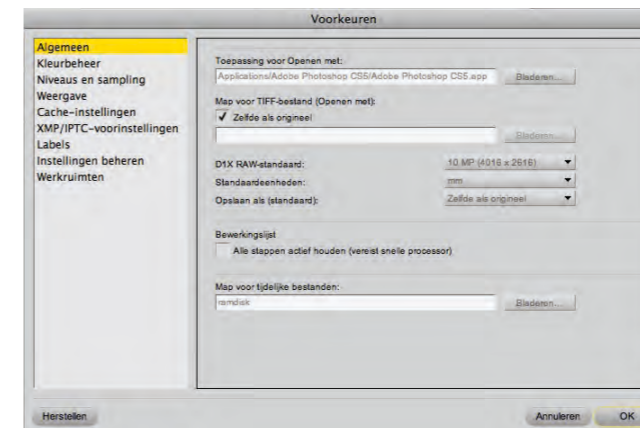 Voorkeuren
Algemeen
Kleurbeheer
Niveaus en sampling
Weergave
Cache-instellingen
XMP/IPTC-voorinstellingen
Labels
Instellingen beheren
Werkruimten
Toepassing voor Openen met:
Applications/Adobe Photoshop CS5/Adobe Photoshop CS5.app Bladeren...
Map voor TIFF-bestand (Openen met):
Zelfde als origineel
Bladeren...
D1X RAW-standaard: 10 MP (4016 x 2616)
Standaardeenheden: mm
Opslaan als (standaard): Zelfde als origineel
Bewerkingslijst
Alle stappen actief houden (vereist snelle processor)
Map voor tijdelijke bestanden:
ramdisk Bladeren...
Herstellen Annuleren OK